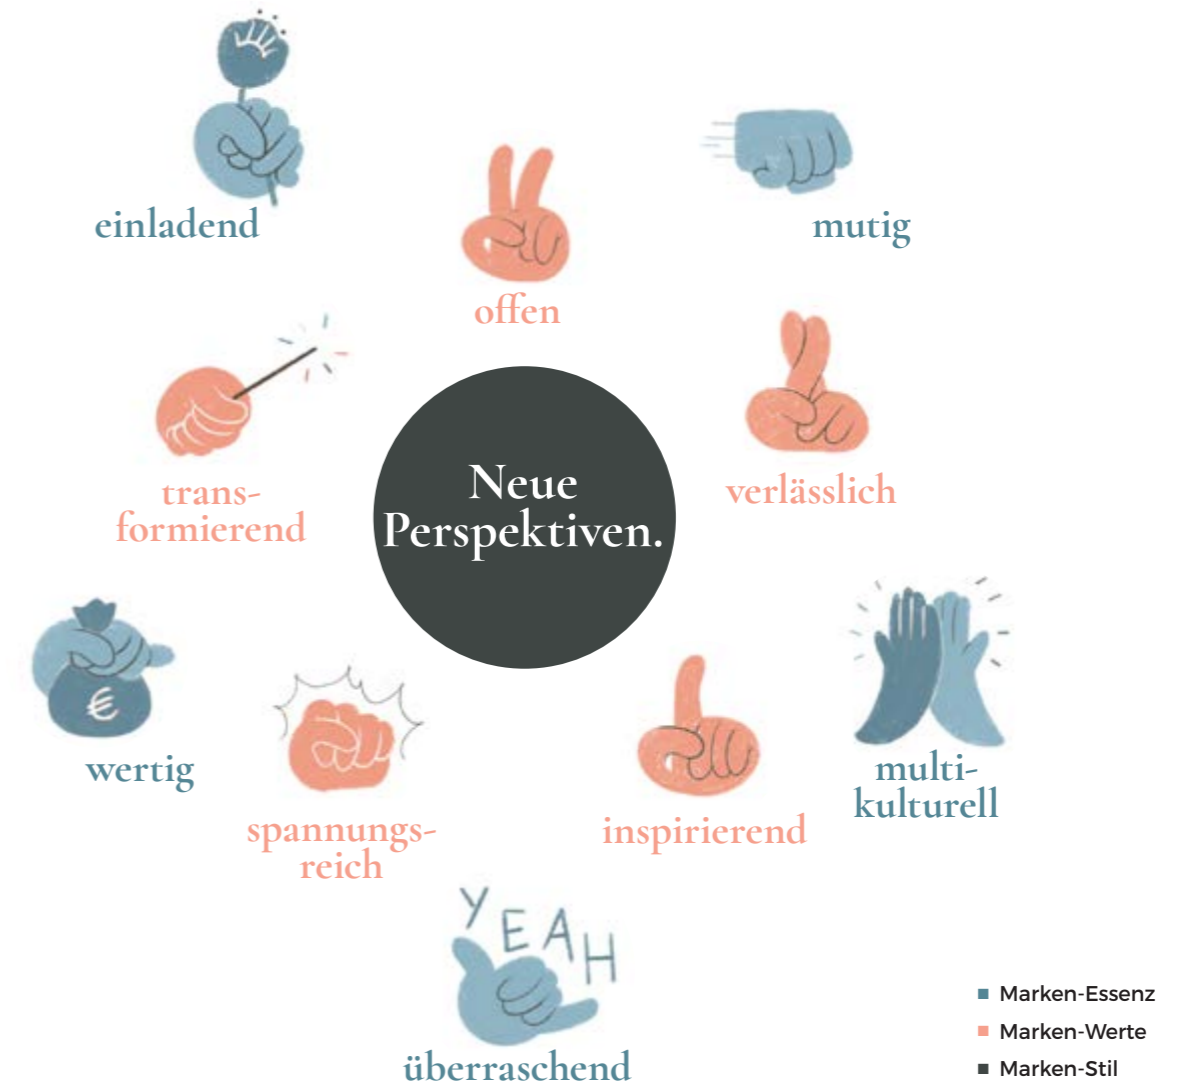 einladend
mutig
offen
trans-
formierend
Neue
Perspektiven.
verlässlich
€
wertig
multi-
kulturell
spannungs-
reich
inspirierend
YEAH
überraschend
Marken-Essenz
Marken-Werte
Marken-Stil